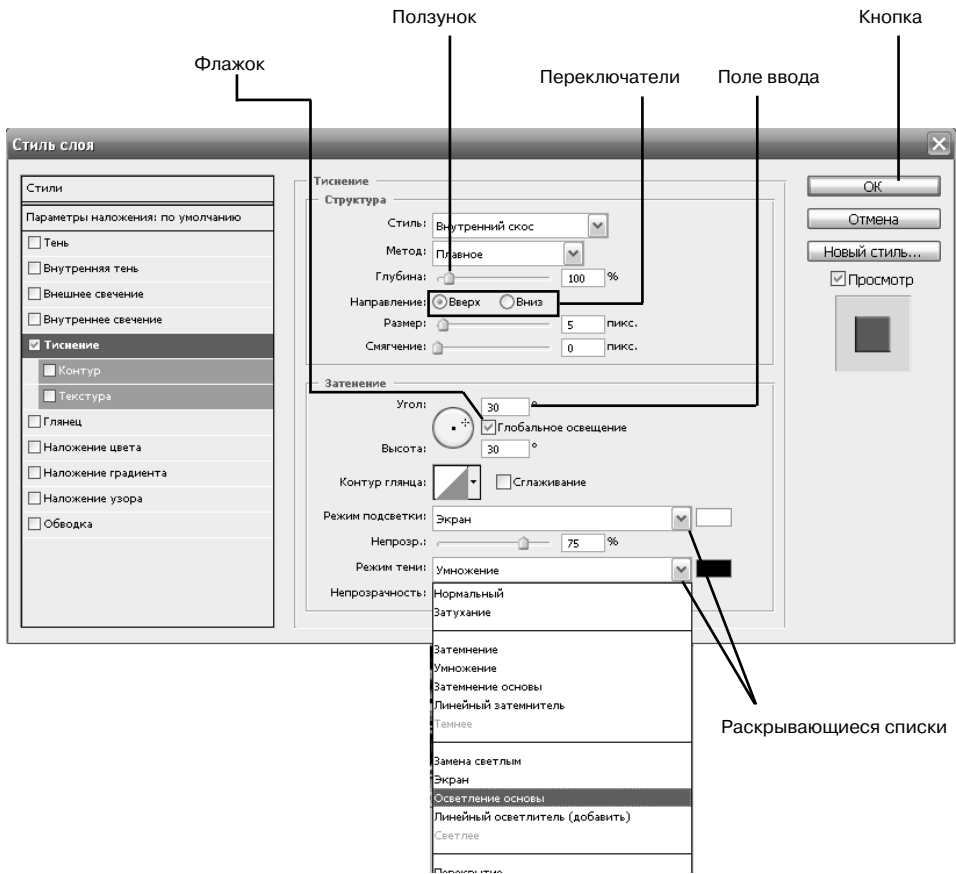 Ползунок
Кнопка
Флажок
Переключатели
Поле ввода
Стиль слоя
Стили
Параметры наложения: по умолчанию
Тень
Внутренняя тень
Внешнее свечение
Внутреннее свечение
Тиснение
Контур
Текстура
Глянец
Наложение цвета
Наложение градиента
Наложение узора
Обводка
Тиснение
Структура
Стиль: Внутренний скос
Метод: Плавное
Глубина: 100 %
Направление: Вверх Вниз
Размер: 5 пикс.
Смягчение: 0 пикс.
Затенение
Угол: 30 °
Глобальное освещение
Высота: 30 °
Контур глянца: Сглаживание
Режим подсветки: Экран
Непрозр.: 75 %
Режим тени: Умножение
Непрозрачность:
Нормальный
Затухание
Затемнение
Умножение
Затемнение основы
Линейный затемнитель
Темнее
Замена светлым
Экран
Осветление основы
Линейный осветлитель (добавить)
Светлее
Перекрытие
OK
Отмена
Новый стиль...
Просмотр
Раскрывающиеся списки